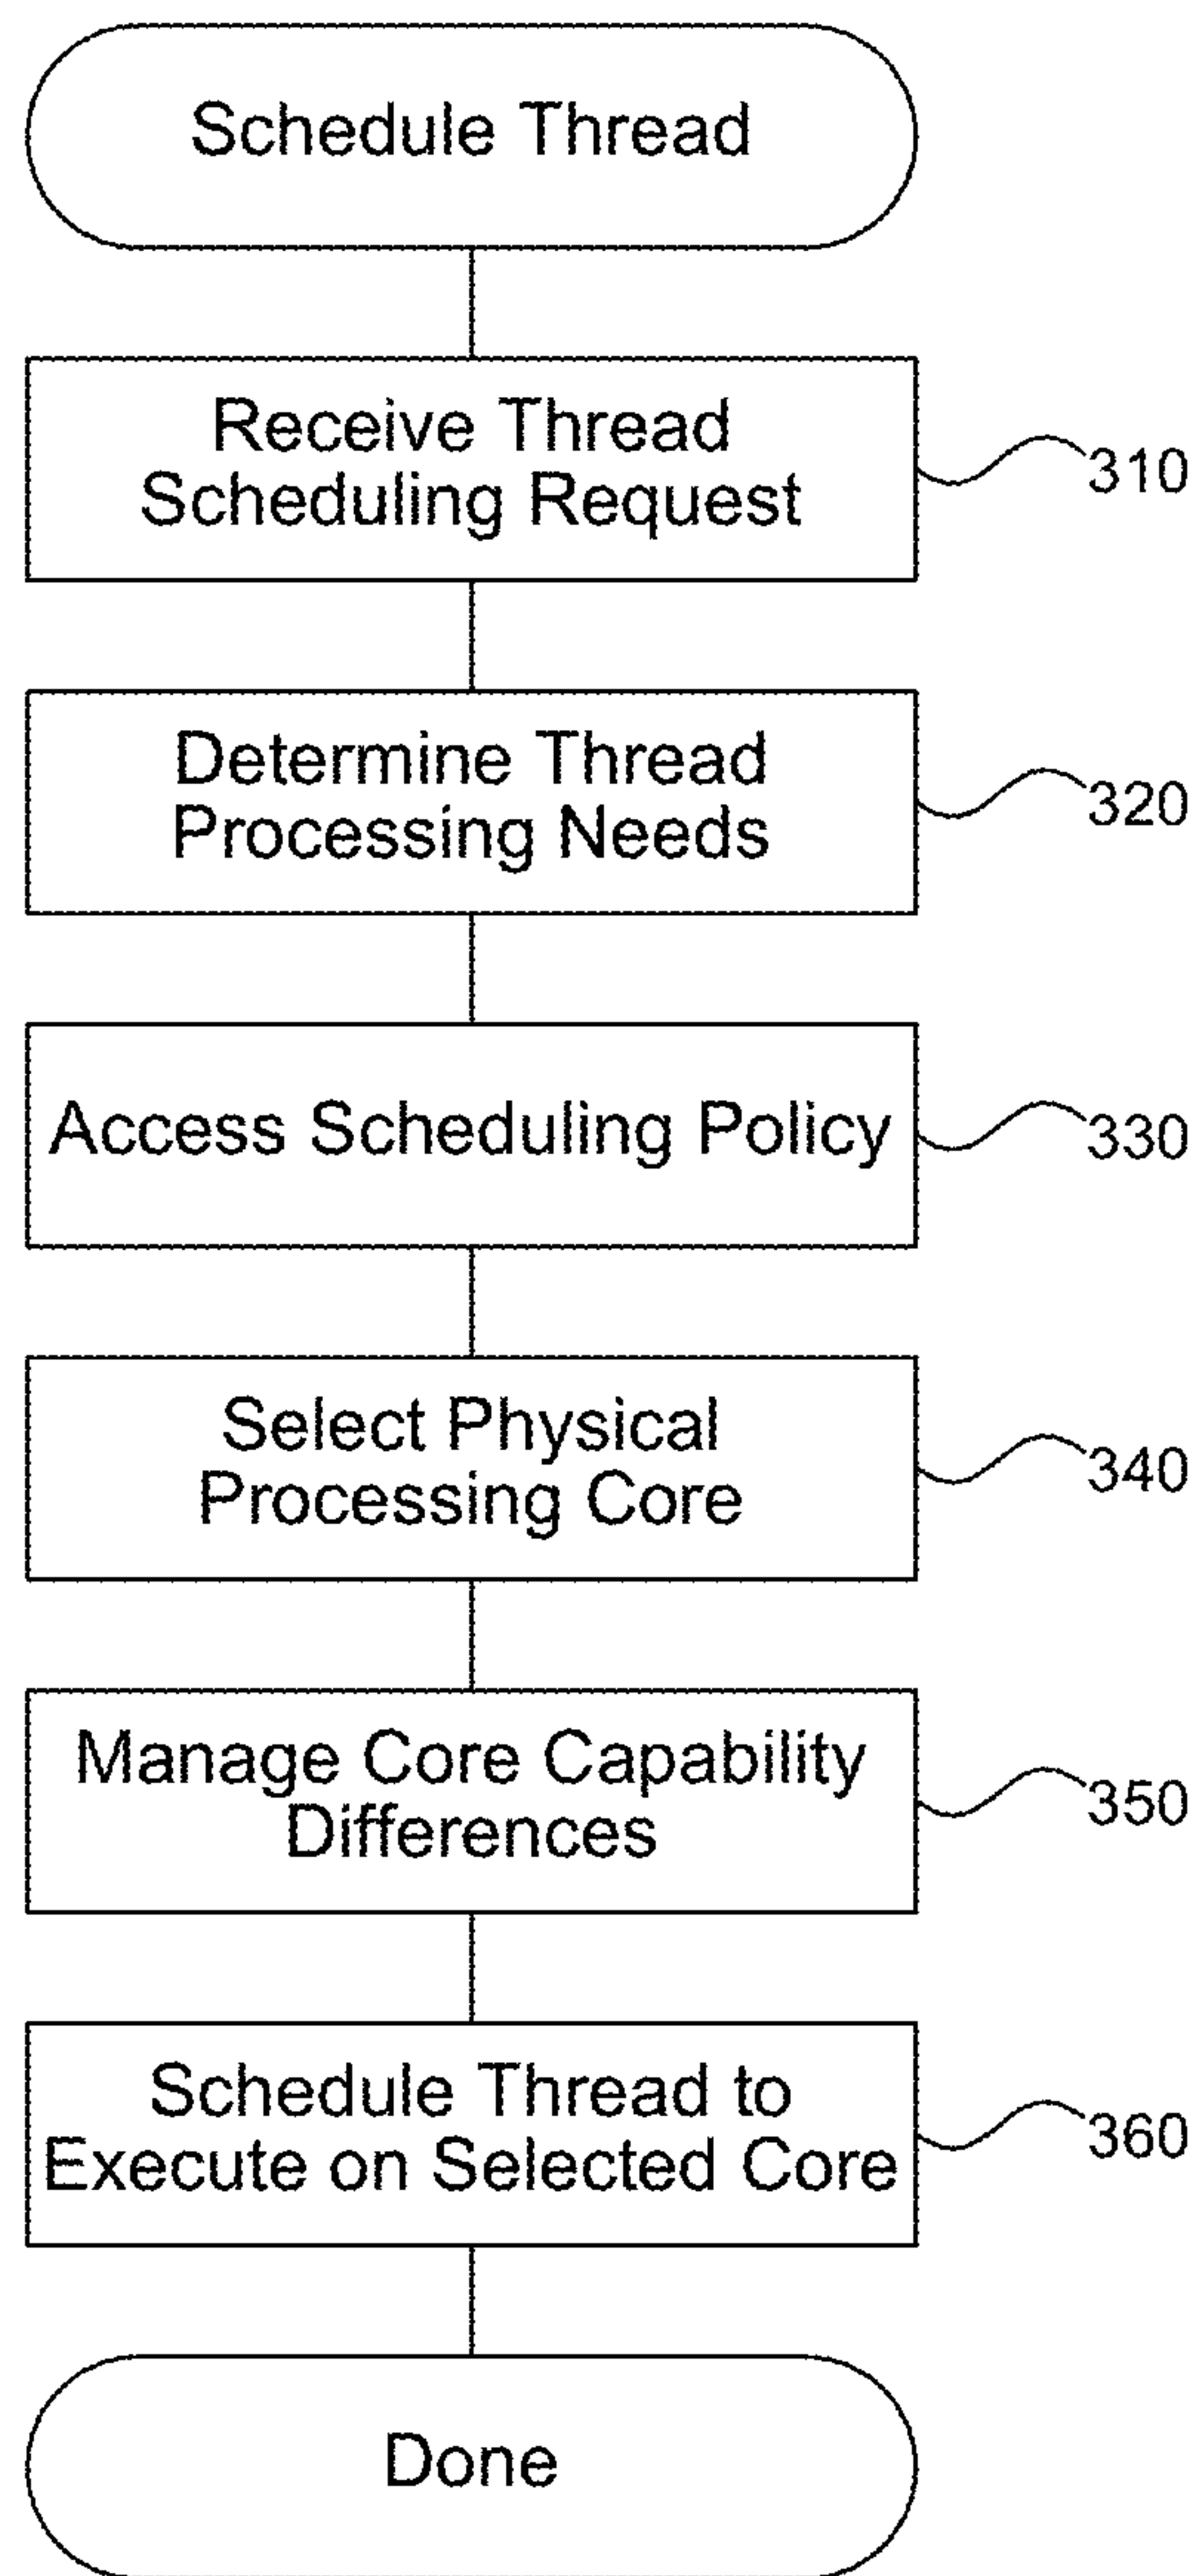 Schedule Thread
Receive Thread
Scheduling Request
310
Determine Thread
Processing Needs
320
Access Scheduling Policy
330
Select Physical
Processing Core
340
Manage Core Capability
Differences
350
Schedule Thread to
Execute on Selected Core
360
Done